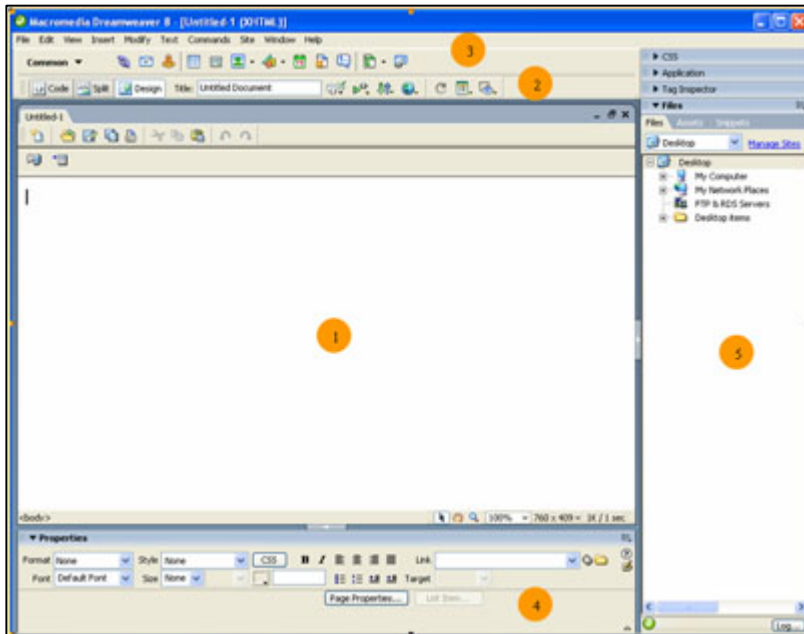 Macromedia Dreamweaver 8 - [Untitled-1 (XHTML)]
File Edit View Insert Modify Text Commands Site Window Help
Common
3
Code Split Design Title: Untitled Document
2
CSS
Application
Tag Inspector
Files
Files Assets Snippets
Desktop Manage Sites
Desktop
My Computer
My Network Places
FTP & RDS Servers
Desktop items
5
Untitled-1
1
<body>
100% 760 x 409 1K / 1 sec
Properties
Format None Style None CSS B I Link
Font Default Font Size None Target
Page Properties... List Item...
4
Log...